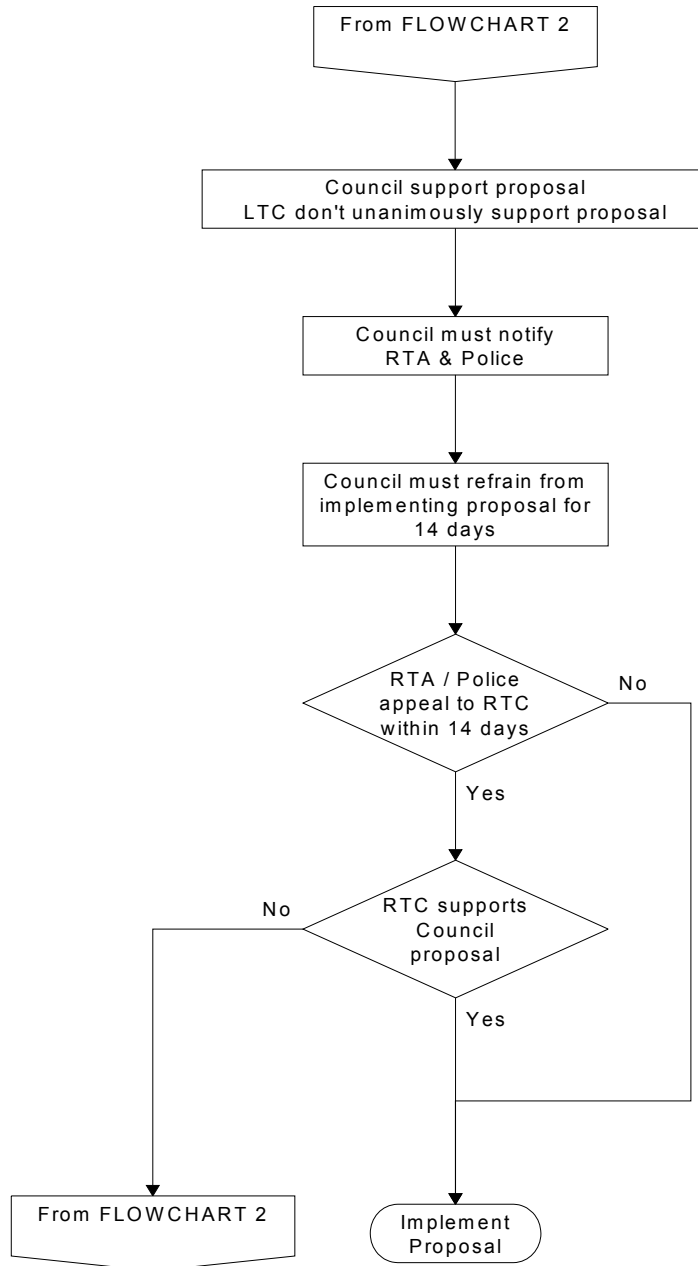 From FLOWCHART 2
Council support proposal
LTC don't unanimously support proposal
Council must notify
RTA & Police
Council must refrain from
implementing proposal for
14 days
RTA / Police
appeal to RTC
within 14 days
No
Yes
No
RTC supports
Council
proposal
Yes
From FLOWCHART 2
Implement
Proposal